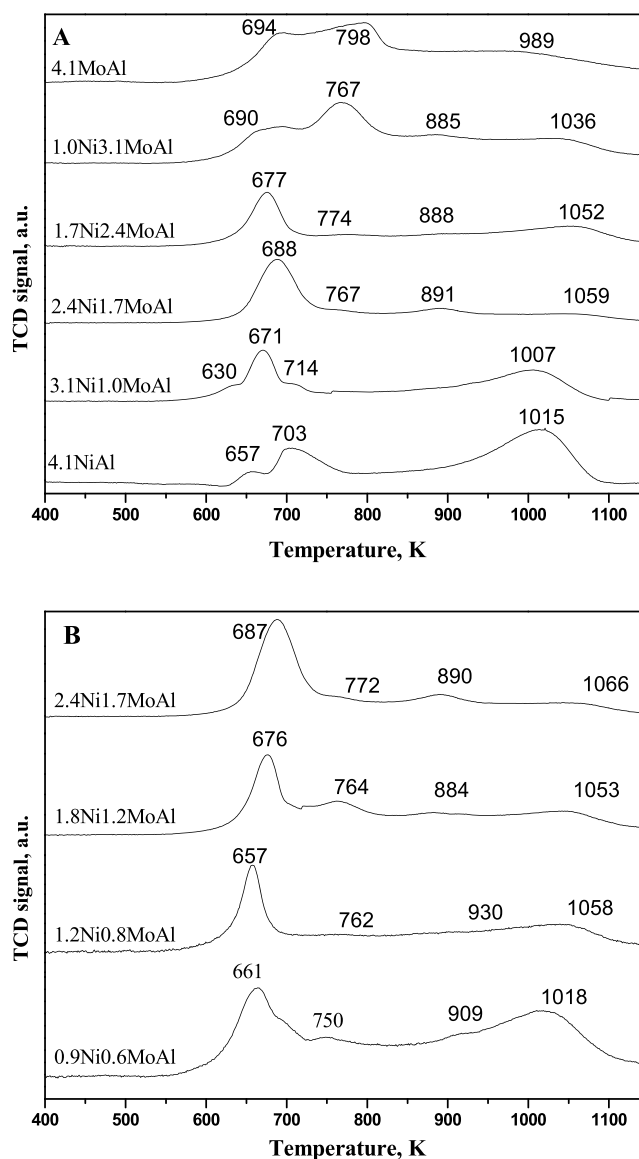 A
694
798
989
4.1MoAl
767
690
885
1036
1.0Ni3.1MoAl
677
774
888
1052
1.7Ni2.4MoAl
688
767
891
1059
2.4Ni1.7MoAl
671
630
714
1007
3.1Ni1.0MoAl
1015
703
657
4.1NiAl
TCD signal, a.u.
400 500 600 700 800 900 1000 1100
Temperature, K
B
687
772
890
1066
2.4Ni1.7MoAl
676
764
884
1053
1.8Ni1.2MoAl
657
762
930
1058
1.2Ni0.8MoAl
661
750
909
1018
0.9Ni0.6MoAl
TCD signal, a.u.
400 500 600 700 800 900 1000 1100
Temperature, K